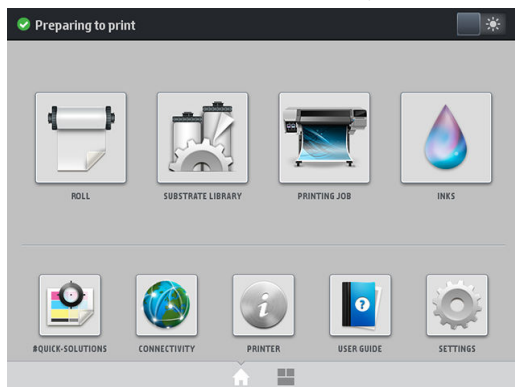 Preparing to print
ROLL
SUBSTRATE LIBRARY
PRINTING JOB
INKS
#QUICK-SOLUTIONS
CONNECTIVITY
PRINTER
USER GUIDE
SETTINGS